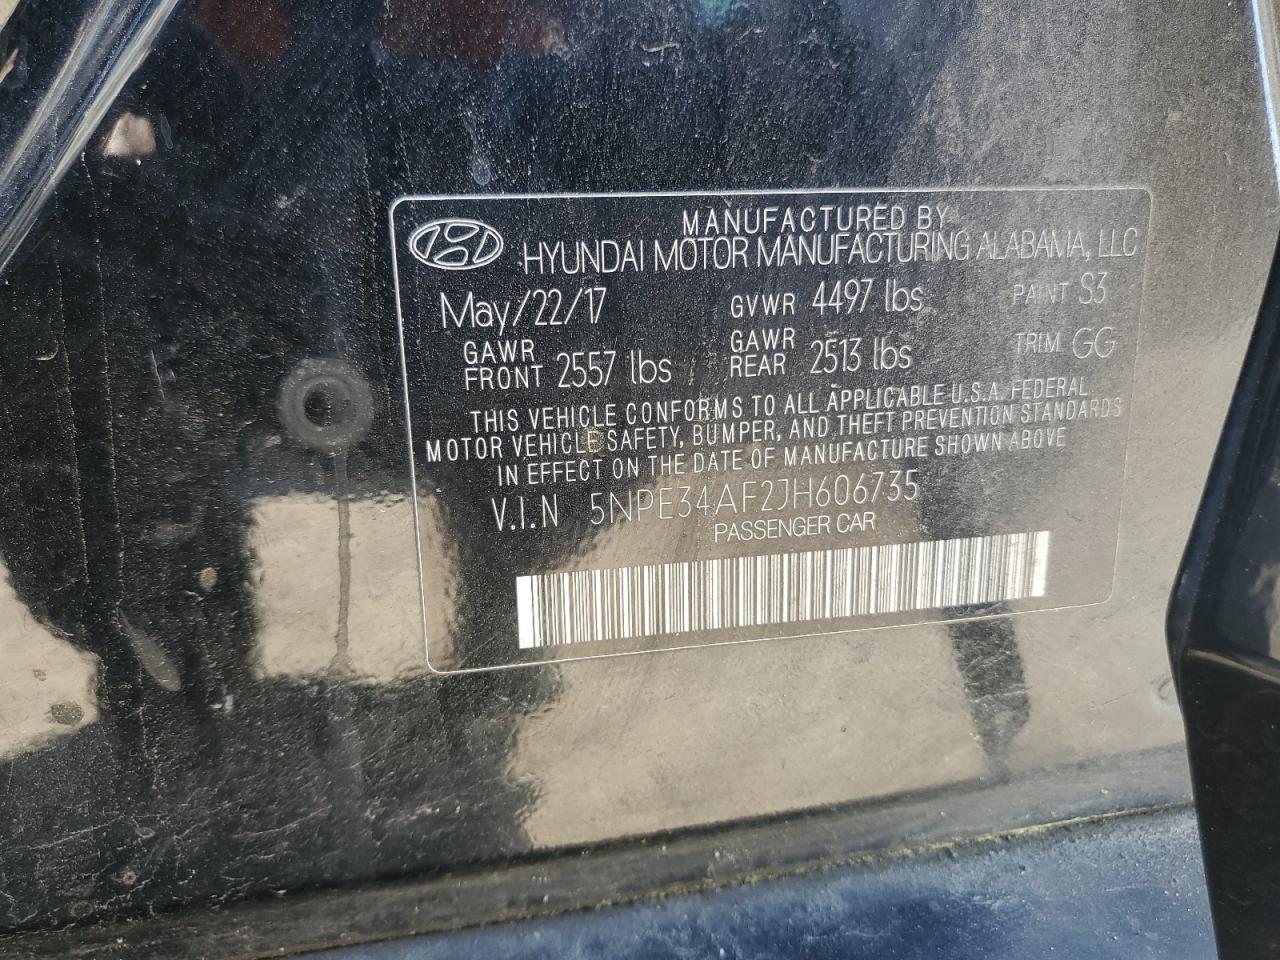 MANUFACTURED BY
HYUNDAI MOTOR MANUFACTURING ALABAMA, LLC
May/22/17 GVWR 4497 lbs PAINT S3
GAWR FRONT 2557 lbs GAWR REAR 2513 lbs TRIM GG
THIS VEHICLE CONFORMS TO ALL APPLICABLE U.S.A. FEDERAL
MOTOR VEHICLE SAFETY, BUMPER, AND THEFT PREVENTION STANDARDS
IN EFFECT ON THE DATE OF MANUFACTURE SHOWN ABOVE
V.I.N 5NPE34AF2JH606735
PASSENGER CAR